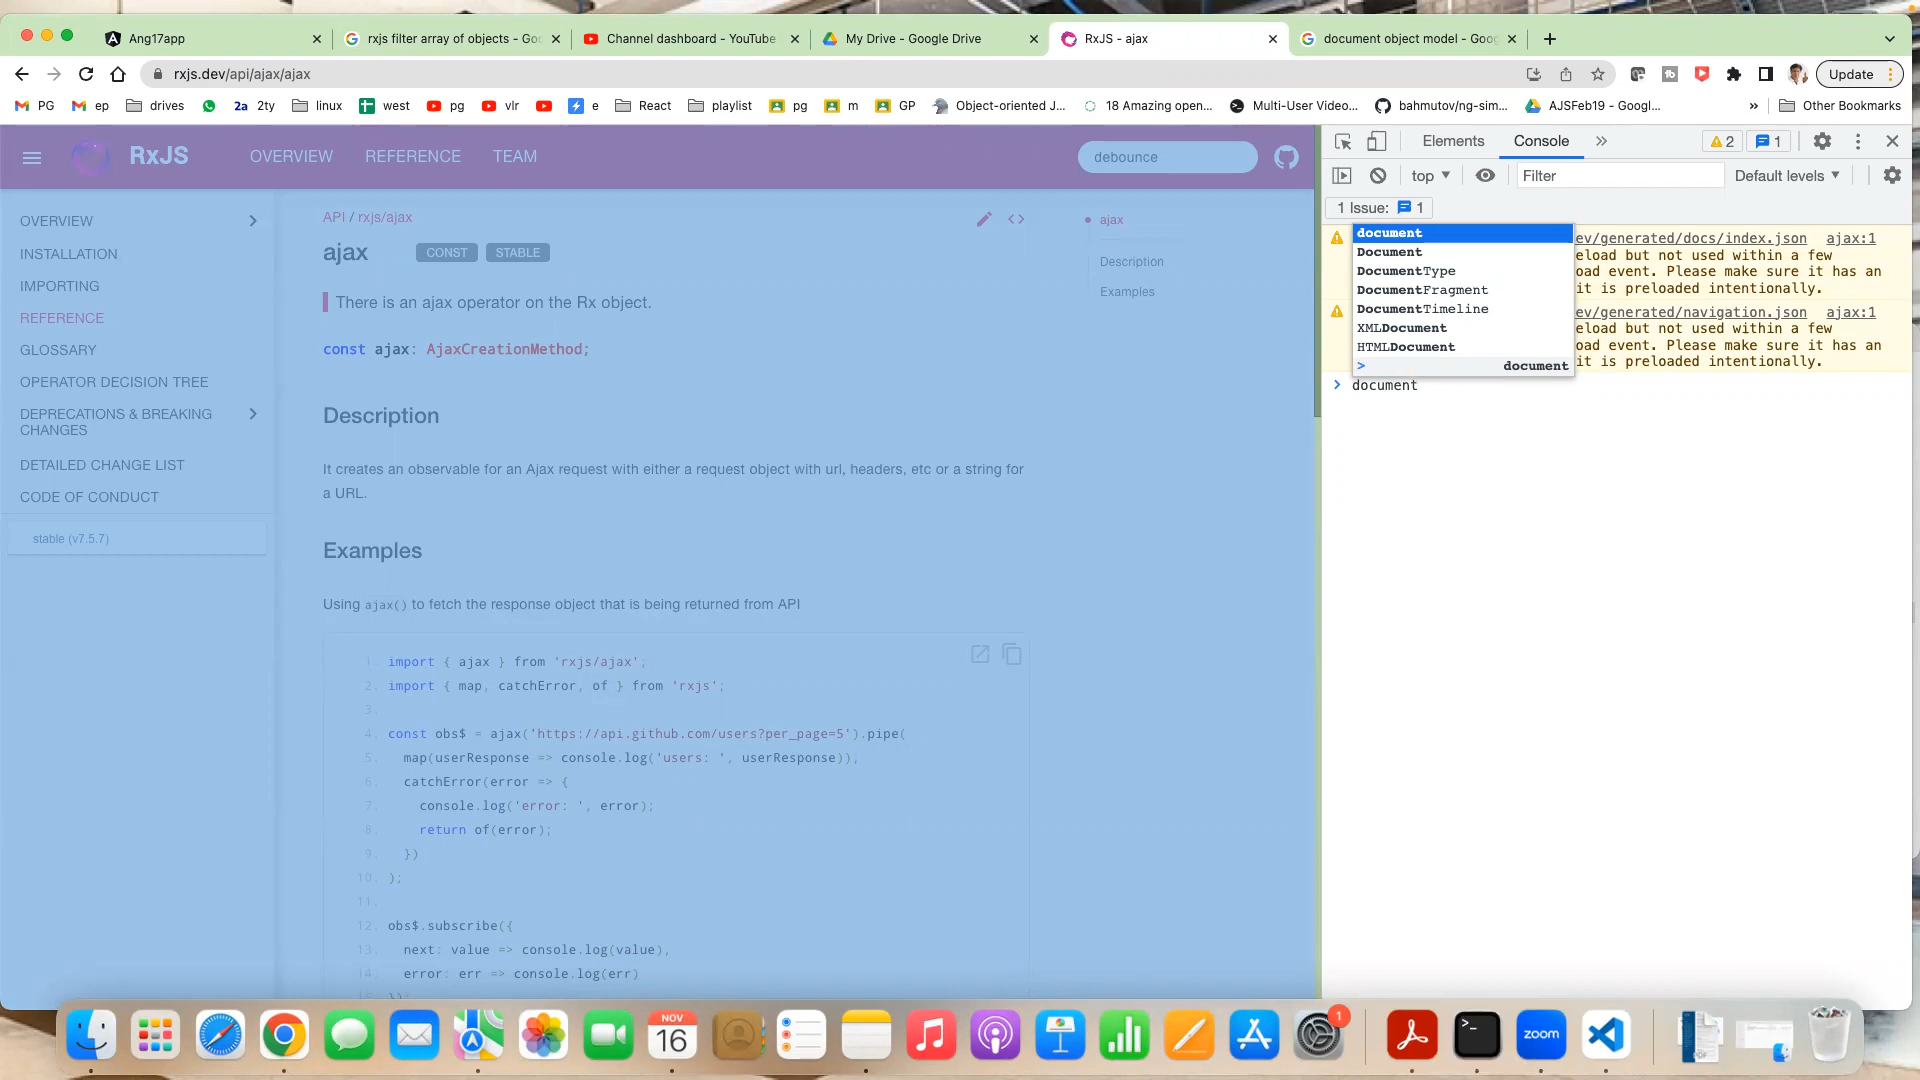 Ang17app
rxjs filter array of objects - Goo
Channel dashboard - YouTube
My Drive - Google Drive
RxJS - ajax
document object model - Goog
rxjs.dev/api/ajax/ajax
Update
PG
ep
drives
2a 2ty
linux
west
pg
vlr
e
React
playlist
pg
m
GP
Object-oriented J...
18 Amazing open...
Multi-User Video...
bahmutov/ng-sim...
AJSFeb19 - Googl...
» Other Bookmarks
RxJS
OVERVIEW REFERENCE TEAM
debounce
OVERVIEW
INSTALLATION
IMPORTING
REFERENCE
GLOSSARY
OPERATOR DECISION TREE
DEPRECATIONS & BREAKING
CHANGES
DETAILED CHANGE LIST
CODE OF CONDUCT
stable (v7.5.7)
API / rxjs/ajax
ajax CONST STABLE
There is an ajax operator on the Rx object.
const ajax: AjaxCreationMethod;
Description
It creates an observable for an Ajax request with either a request object with url, headers, etc or a string for
a URL.
Examples
Using ajax() to fetch the response object that is being returned from API
1. import { ajax } from 'rxjs/ajax';
2. import { map, catchError, of } from 'rxjs';
3.
4. const obs$ = ajax('https://api.github.com/users?per_page=5').pipe(
5. map(userResponse => console.log('users: ', userResponse)),
6. catchError(error => {
7. console.log('error: ', error);
8. return of(error);
9. })
10. );
11.
12. obs$.subscribe({
13. next: value => console.log(value),
14. error: err => console.log(err)
ajax
Description
Examples
Elements Console » 2 1
top ▼ Filter Default levels ▼
1 Issue: 1
document
Document
DocumentType
DocumentFragment
DocumentTimeline
XMLDocument
HTMLDocument
> document
ev/generated/docs/index.json ajax:1
eload but not used within a few
oad event. Please make sure it has an
it is preloaded intentionally.
ev/generated/navigation.json ajax:1
eload but not used within a few
oad event. Please make sure it has an
it is preloaded intentionally.
> document
NOV
16
1
>_
zoom